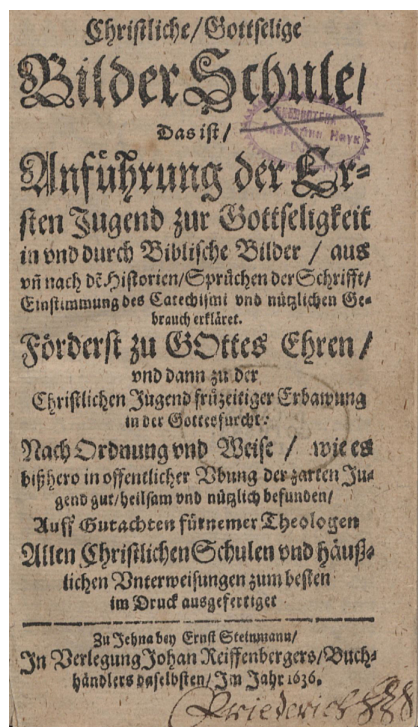 Christliche/Gottselige
Bilder Schule/
Das ist/
Anführung der Er-
sten Jugend zur Gottseligkeit
in vnd durch Biblische Bilder / aus
vñ nach dẽ Historien/Sprüchen der Schrifft/
Einstimmung des Catechismi vnd nützlichen Ge-
brauch erkläret.
Förderst zu GOttes Ehren /
vnd dann zu der
Christlichen Jugend frůzeitiger Erbawung
in der Gottesfurcht:
Nach Ordnung vnd Weise / wie es
bißhero in offentlicher Vbung der zarten Ju-
gend gut/heilsam vnd nützlich befunden/
Auff Gutachten fürnemer Theologen
Allen Christlichen Schulen vnd häuß-
lichen Vnterweisungen zum besten
im Druck ausgefertiget
Zu Jehna bey Ernst Steinmann/
In Verlegung Johan Reiffenbergers/Buch-
händlers daselbsten/Im Jahr 1636.
Friederich